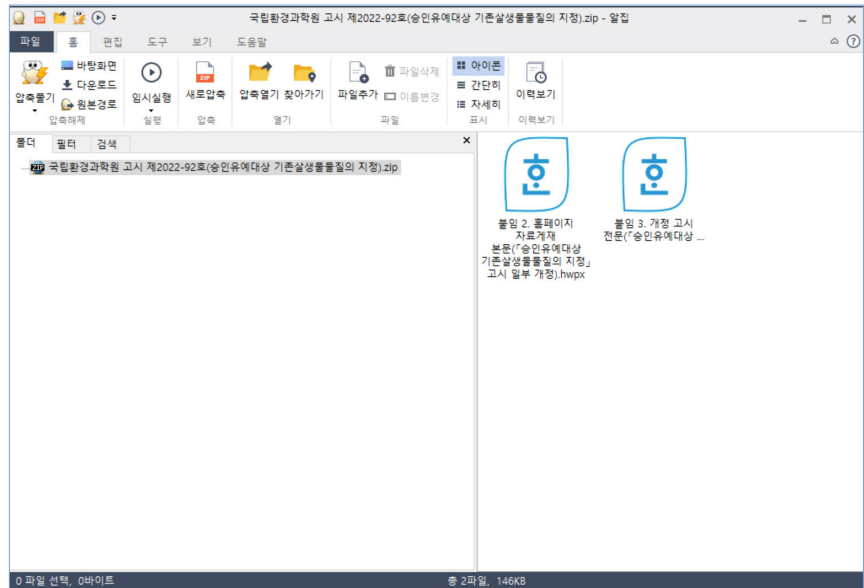 국립환경과학원 고시 제2022-92호(승인유예대상 기존살생물물질의 지정).zip - 알집
파일 홈 편집 도구 보기 도움말
압축풀기
바탕화면
다운로드
원본경로
압축해제
임시실행
실행
새로압축
압축
압축열기 찾아가기
열기
파일추가
파일삭제
이름변경
파일
아이콘
간단히
자세히
표시
이력보기
이력보기
폴더 필터 검색
국립환경과학원 고시 제2022-92호(승인유예대상 기존살생물물질의 지정).zip
붙임 2. 홈페이지
자료게재
본문(「승인유예대상
기존살생물물질의 지정」
고시 일부 개정).hwpx
붙임 3. 개정 고시
전문(「승인유예대상 ...
0 파일 선택, 0바이트
총 2파일, 146KB